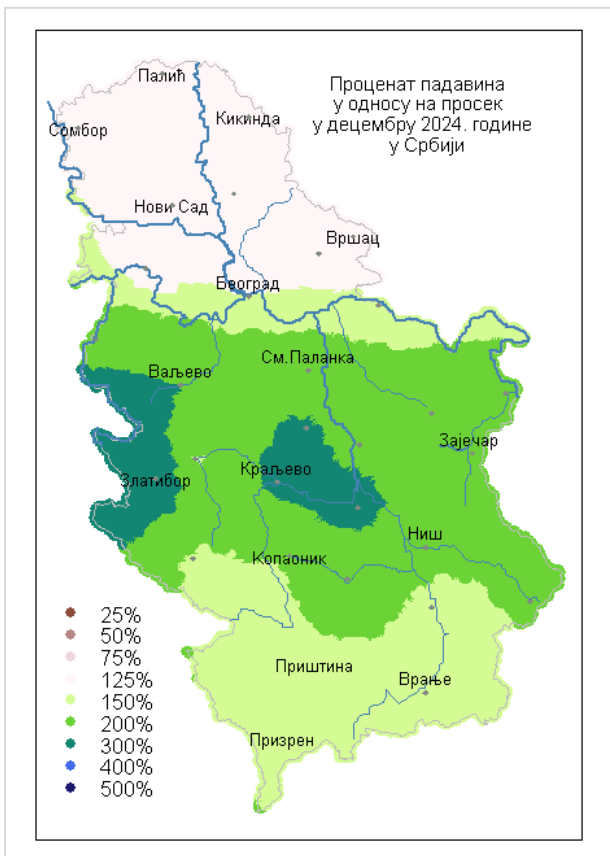 Проценат падавина
у односу на просек
у децембру 2024. године
у Србији
Палић
Кикинда
Сомбор
Нови Сад
Вршац
Београд
См.Паланка
Ваљево
Зајечар
Краљево
Златибор
Ниш
Копаоник
Приштина
Врање
Призрен
25%
50%
75%
125%
150%
200%
300%
400%
500%